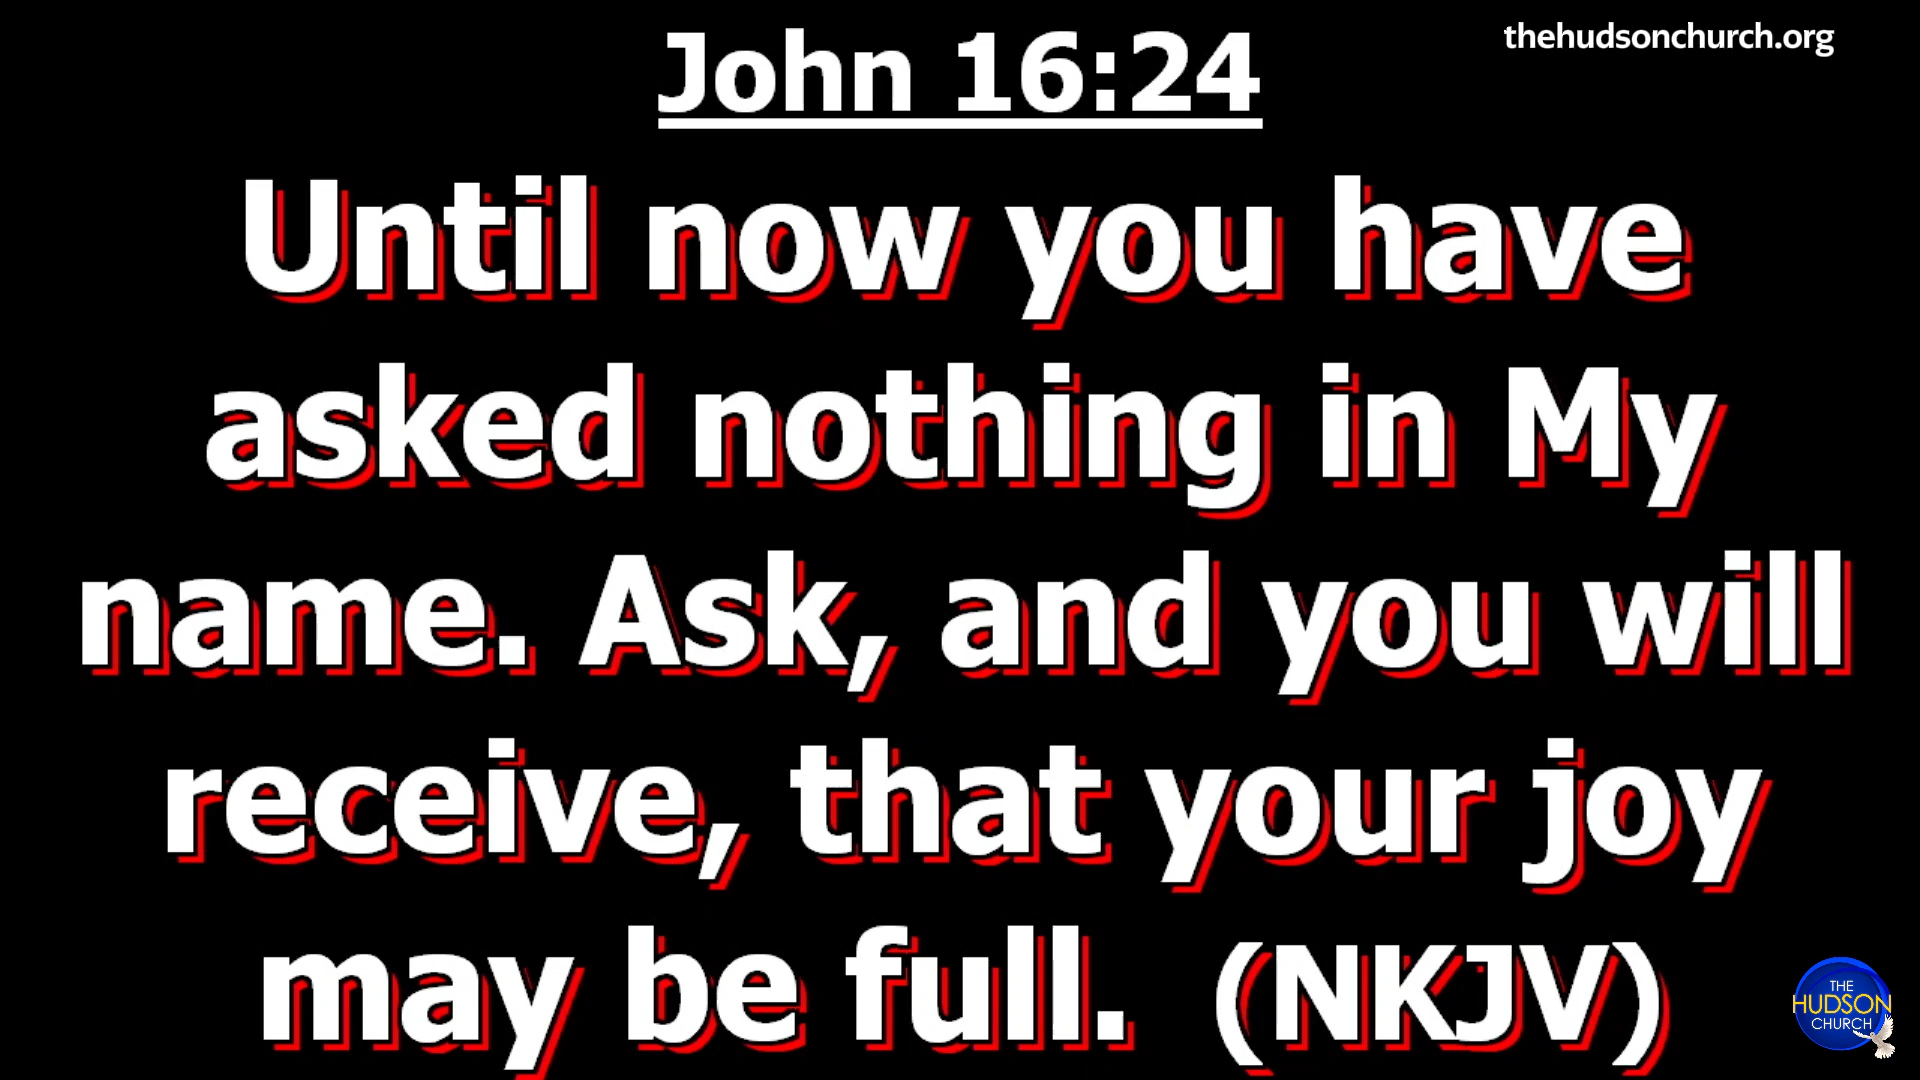 John 16:24
thehudsonchurch.org
Until now you have
asked nothing in My
name. Ask, and you will
receive, that your joy
may be full. (NKJV)
THE
HUDSON
CHURCH